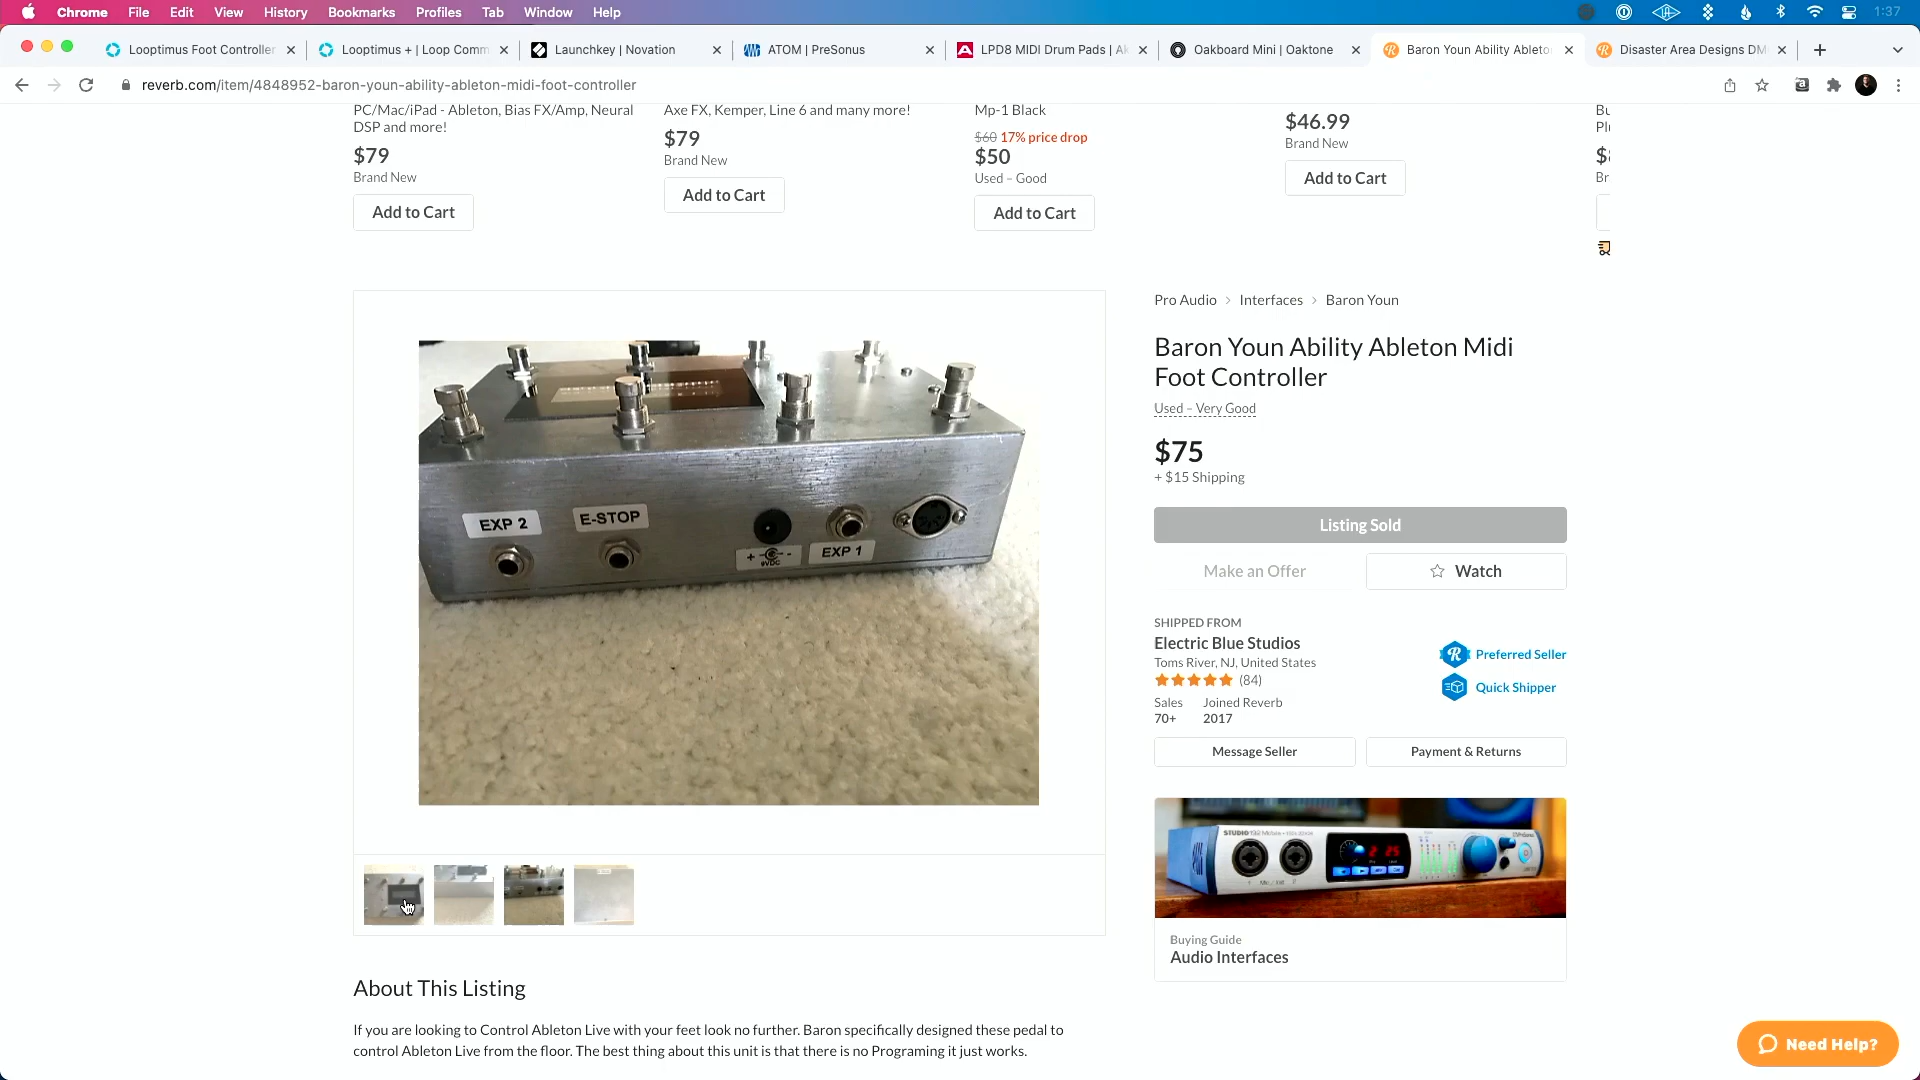 Chrome File Edit View History Bookmarks Profiles Tab Window Help 1:37
Looptimus Foot Controller
Looptimus + | Loop Comm
Launchkey | Novation
ATOM | PreSonus
LPD8 MIDI Drum Pads | Ak
Oakboard Mini | Oaktone
Baron Youn Ability Ableto
Disaster Area Designs DM
reverb.com/item/4848952-baron-youn-ability-ableton-midi-foot-controller
PC/Mac/iPad - Ableton, Bias FX/Amp, Neural
DSP and more!
$79
Brand New
Add to Cart
Axe FX, Kemper, Line 6 and many more!
$79
Brand New
Add to Cart
Mp-1 Black
$60 17% price drop
$50
Used – Good
Add to Cart
$46.99
Brand New
Add to Cart
EXP 2
E-STOP
+ -
9VDC
EXP 1
Pro Audio > Interfaces > Baron Youn
Baron Youn Ability Ableton Midi
Foot Controller
Used – Very Good
$75
+ $15 Shipping
Listing Sold
Make an Offer
Watch
SHIPPED FROM
Electric Blue Studios
Toms River, NJ, United States
(84)
Preferred Seller
Quick Shipper
Sales Joined Reverb
70+ 2017
Message Seller
Payment & Returns
STUDIO 192 Mobile
Buying Guide
Audio Interfaces
About This Listing
If you are looking to Control Ableton Live with your feet look no further. Baron specifically designed these pedal to
control Ableton Live from the floor. The best thing about this unit is that there is no Programing it just works.
Need Help?